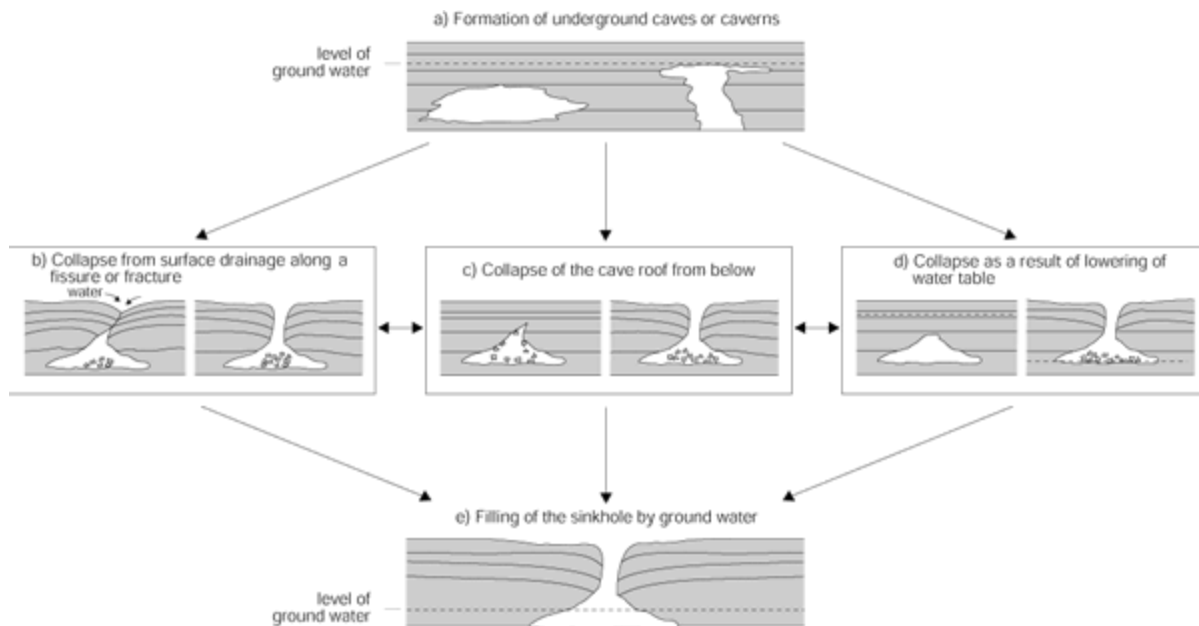 a) Formation of underground caves or caverns
level of
ground water
b) Collapse from surface drainage along a
fissure or fracture
water
c) Collapse of the cave roof from below
d) Collapse as a result of lowering of
water table
e) Filling of the sinkhole by ground water
level of
ground water